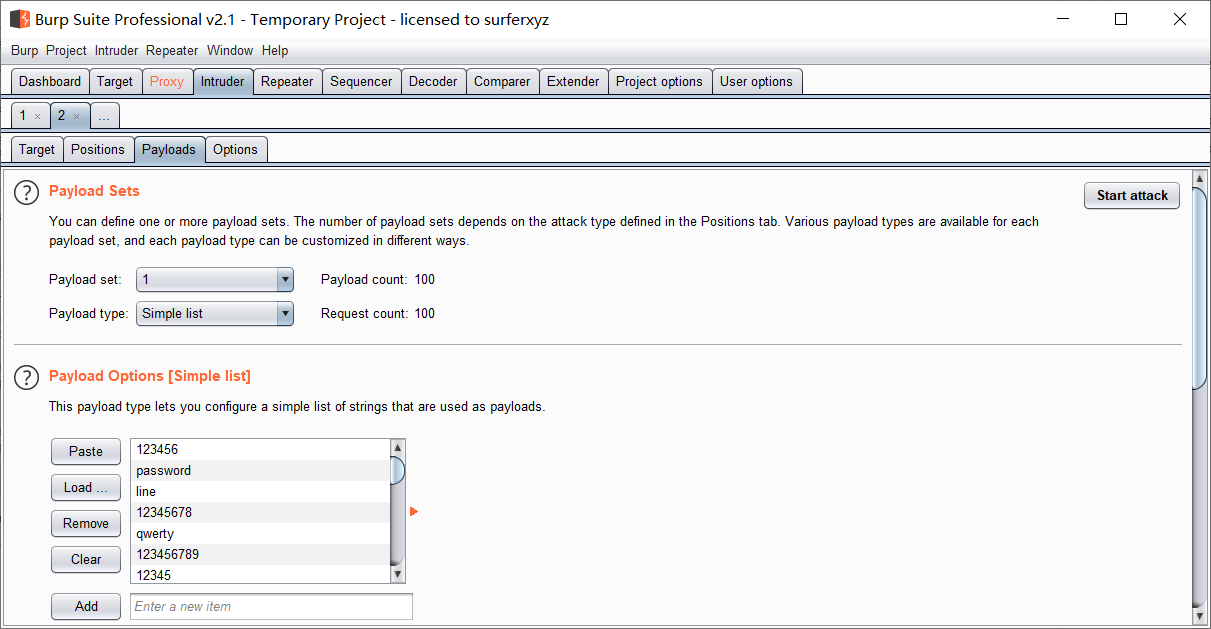 Burp Suite Professional v2.1 - Temporary Project - licensed to surferxyz
Burp Project Intruder Repeater Window Help
Dashboard Target Proxy Intruder Repeater Sequencer Decoder Comparer Extender Project options User options
1 × 2 × ...
Target Positions Payloads Options
? Payload Sets
Start attack
You can define one or more payload sets. The number of payload sets depends on the attack type defined in the Positions tab. Various payload types are available for each
payload set, and each payload type can be customized in different ways.
Payload set: 1 Payload count: 100
Payload type: Simple list Request count: 100
? Payload Options [Simple list]
This payload type lets you configure a simple list of strings that are used as payloads.
Paste
Load ...
Remove
Clear
123456
password
line
12345678
qwerty
123456789
12345
Add Enter a new item